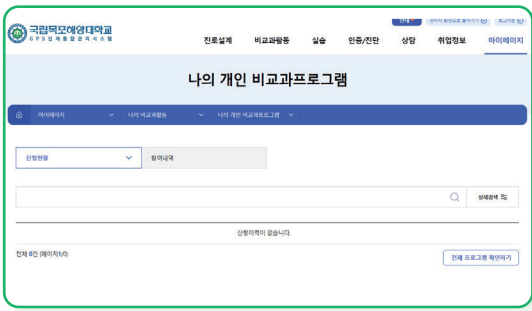 국립목포해양대학교
GPS인재통합관리시스템
진로설계 비교과활동 실습 인증/진단 상담 취업정보 마이페이지
나의 개인 비교과프로그램
마이페이지 나의 비교과활동 나의 개인 비교과프로그램
신청현황 참여내역
상세검색
신청이력이 없습니다.
전체 0건 (페이지1/0)
전체 프로그램 확인하기